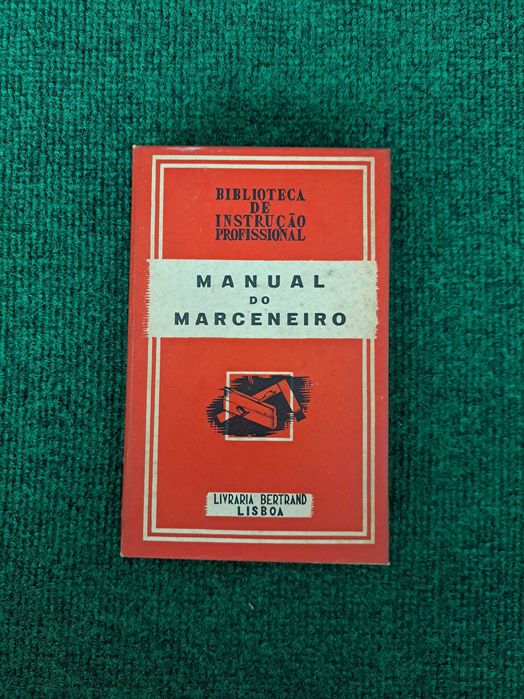 BIBLIOTECA
DE
INSTRUÇÃO
PROFISSIONAL
MANUAL
DO
MARCENEIRO
LIVRARIA BERTRAND
LISBOA